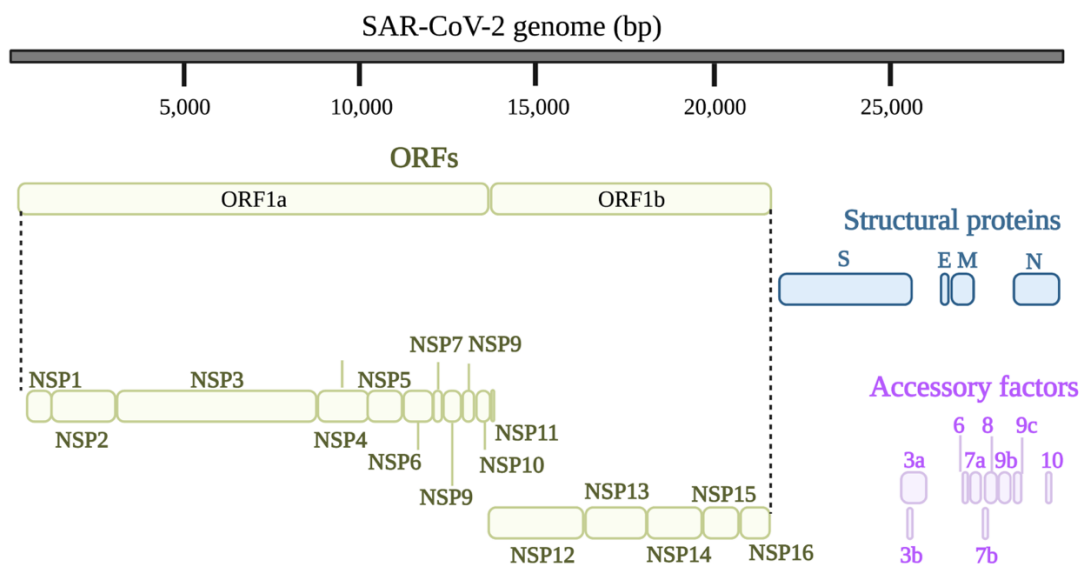 SAR-CoV-2 genome (bp)
5,000 10,000 15,000 20,000 25,000
ORFs
ORF1a ORF1b
Structural proteins
S E M N
NSP7 NSP9
NSP1 NSP3 NSP5
Accessory factors
NSP2 NSP4 NSP11
6 8 9c
NSP6 NSP10
3a 7a 9b 10
NSP9
NSP13 NSP15
NSP12 NSP14 NSP16
3b 7b